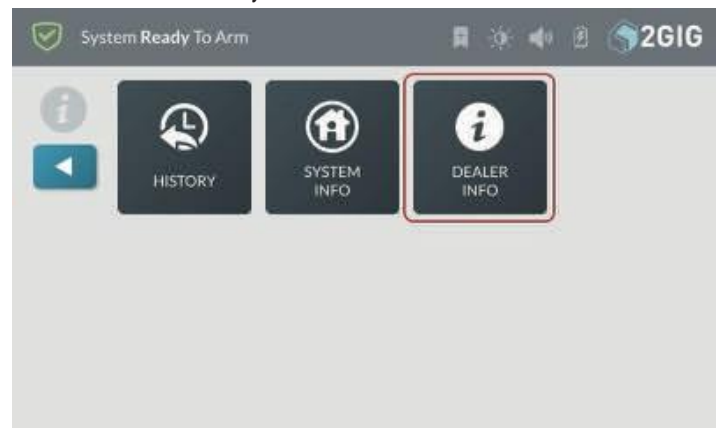 System Ready To Arm
2GIG
HISTORY
SYSTEM
INFO
DEALER
INFO